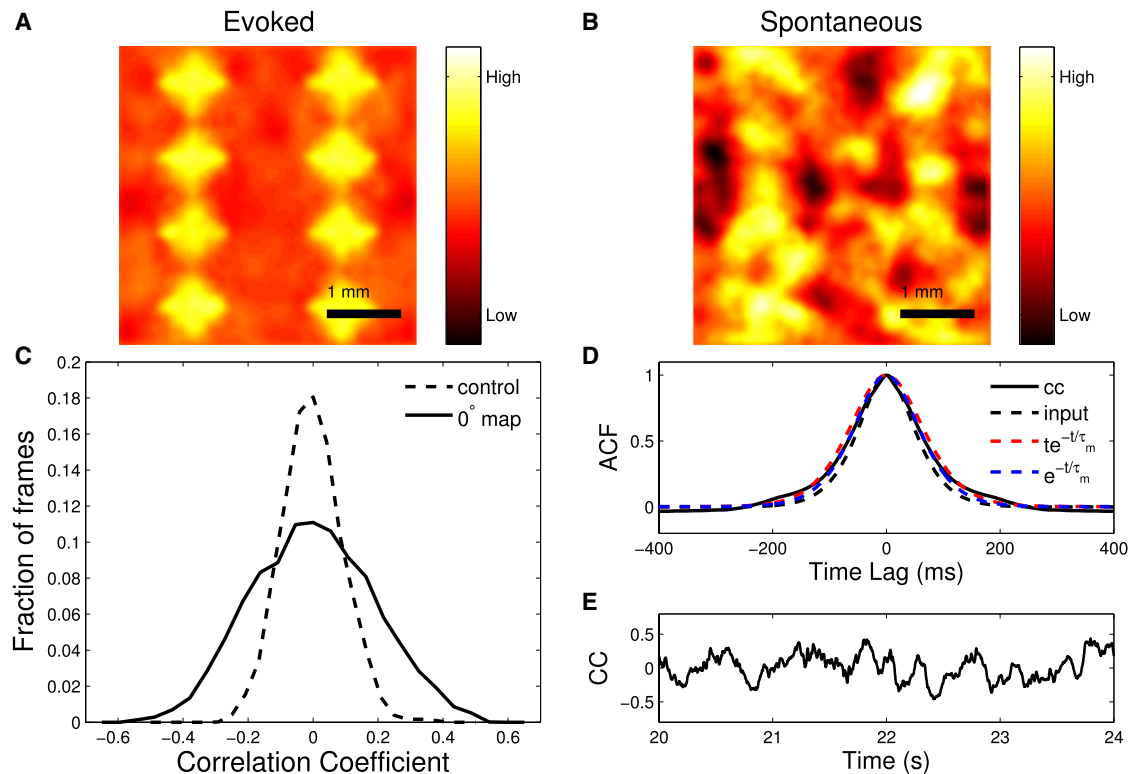 A
Evoked
High
Low
1 mm
B
Spontaneous
High
Low
1 mm
C
0.2
0.18
0.16
0.14
0.12
0.1
0.08
0.06
0.04
0.02
0
−0.6
−0.4
−0.2
0
0.2
0.4
0.6
Fraction of frames
Correlation Coefficient
control
0° map
D
1
0.5
0
−400
−200
0
200
400
ACF
Time Lag (ms)
cc
input
te^{−t/τ_m}
e^{−t/τ_m}
E
0.5
0
−0.5
20
21
22
23
24
CC
Time (s)